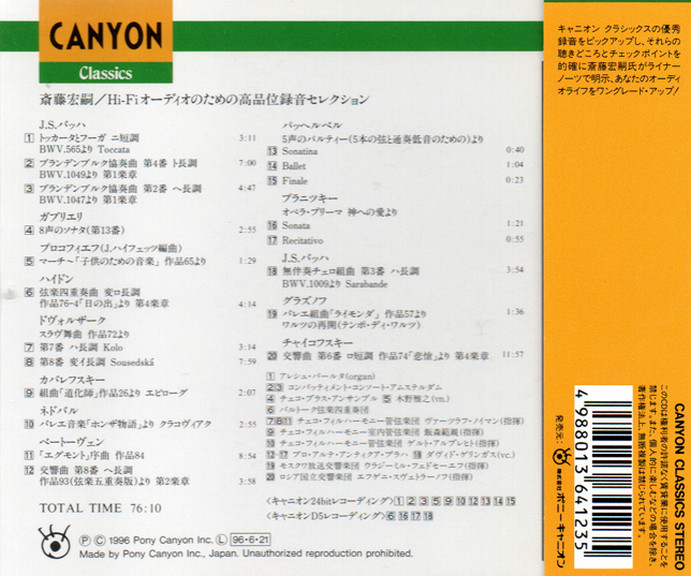 CANYON
Classics
斎藤宏嗣/Hi-Fiオーディオのための高品位録音セレクション
J.S.バッハ
1 トッカータとフーガ ニ短調 3:11
BWV.565より Toccata
2 ブランデンブルク協奏曲 第4番 ト長調 7:00
BWV.1049より 第1楽章
3 ブランデンブルク協奏曲 第2番 ヘ長調 4:47
BWV.1047より 第1楽章
ガブリエリ
4 8声のソナタ(第13番) 2:55
プロコフィエフ(J.ハイフェッツ編曲)
5 マーチ〜「子供のための音楽」作品65より 1:29
ハイドン
6 弦楽四重奏曲 変ロ長調
作品76-4「日の出」より 第4楽章 4:14
ドヴォルザーク
スラヴ舞曲 作品72より
7 第7番 ハ長調 Kolo 3:14
8 第8番 変イ長調 Sousedská 7:59
カバレフスキー
9 組曲「道化師」作品26より エピローグ 2:07
ネドバル
10 バレエ音楽「ホンザ物語」より クラコヴィアク 2:55
ベートーヴェン
11 「エグモント」序曲 作品84 8:54
12 交響曲 第8番 ヘ長調
作品93(弦楽五重奏版)より 第2楽章 3:58
TOTAL TIME 76:10
パッヘルベル
5声のパルティー(5本の弦と通奏低音のための)より
13 Sonatina 0:40
14 Ballet 1:04
15 Finale 0:23
ブラニツキー
オペラ・プリーマ 神への愛より
16 Sonata 1:21
17 Recitativo 0:55
J.S.バッハ
18 無伴奏チェロ組曲 第3番 ハ長調 3:54
BWV.1009より Sarabande
グラズノフ
19 バレエ組曲「ライモンダ」作品57より 1:36
ワルツの再開(テンポ・ディ・ワルツ)
チャイコフスキー
20 交響曲 第6番 ロ短調 作品74「悲愴」より 第4楽章 11:57
1 アレシュ・バールタ(organ)
2 3 コンバッティメント・コンソート・アムステルダム
4 チェコ・ブラス・アンサンブル 5 木野雅之(vn.)
6 バルトーク弦楽四重奏団
7 8 11 チェコ・フィルハーモニー管弦楽団 ヴァーツラフ・ノイマン(指揮)
9 チェコ・フィルハーモニー室内管弦楽団 飯森範親(指揮)
10 チェコ・フィルハーモニー管弦楽団 ゲルト・アルブレヒト(指揮)
12-17 プロ・アルテ・アンティクア・プラハ 18 ダヴィド・ゲリンガス(vc.)
19 モスクワ放送交響楽団 ウラジーミル・フェドセーエフ(指揮)
20 ロシア国立交響楽団 エフゲニ・スヴェトラーノフ(指揮)
〈キャニオン24bitレコーディング〉1 2 3 5 9 10 12 13 14 15
〈キャニオンD5レコーディング〉6 16 17 18
Ⓟ Ⓒ 1996 Pony Canyon Inc. Ⓛ 96・6・21
Made by Pony Canyon Inc., Japan. Unauthorized reproduction prohibited.
キャニオン クラシックスの優秀
録音をピックアップし、それらの
聴きどころとチェックポイントを
的確に斎藤宏嗣氏がライナー
ノーツで明示、あなたのオーディ
オライフをワングレード・アップ!
CANYON CLASSICS STEREO
このCDは権利者の許諾なく賃貸業に使用することを
禁じます。また、個人的に楽しむなどの場合を除き、
著作権法上、無断複製は禁じられています。
4988013641235
発売元:株式会社ポニーキャニオン